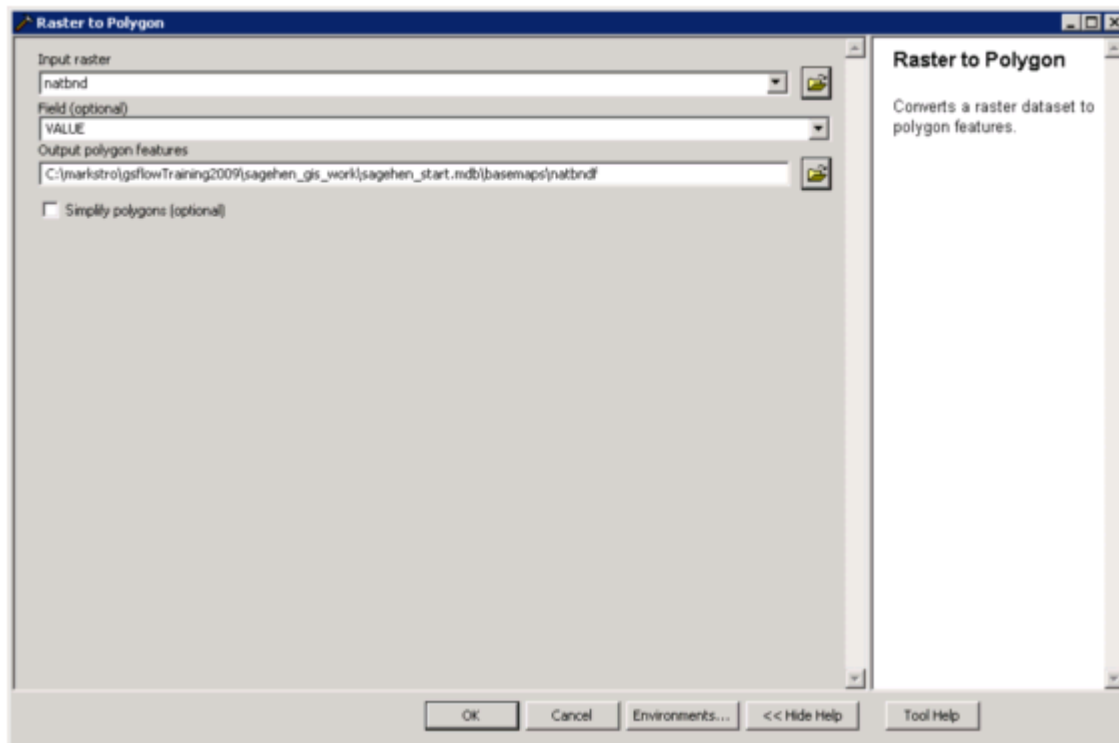 Raster to Polygon
Input raster
natbnd
Field (optional)
VALUE
Output polygon features
C:\markstro\gsflowTraining2009\sagehen_gis_work\sagehen_start.mdb\basemaps\natbndf
Simplify polygons (optional)
Raster to Polygon
Converts a raster dataset to
polygon features.
OK
Cancel
Environments...
<< Hide Help
Tool Help